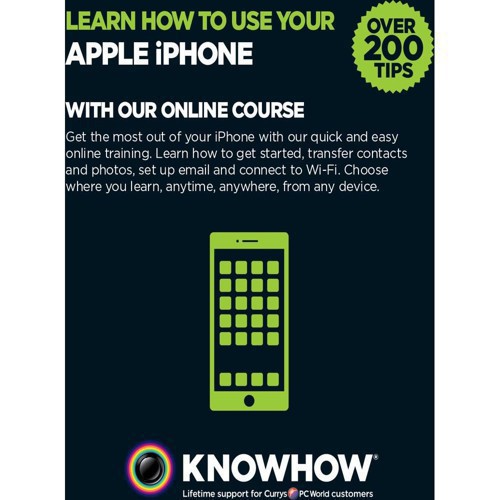 LEARN HOW TO USE YOUR
APPLE iPHONE
OVER
200
TIPS
WITH OUR ONLINE COURSE
Get the most out of your iPhone with our quick and easy
online training. Learn how to get started, transfer contacts
and photos, set up email and connect to Wi-Fi. Choose
where you learn, anytime, anywhere, from any device.
KNOWHOW®
Lifetime support for Currys PC World customers